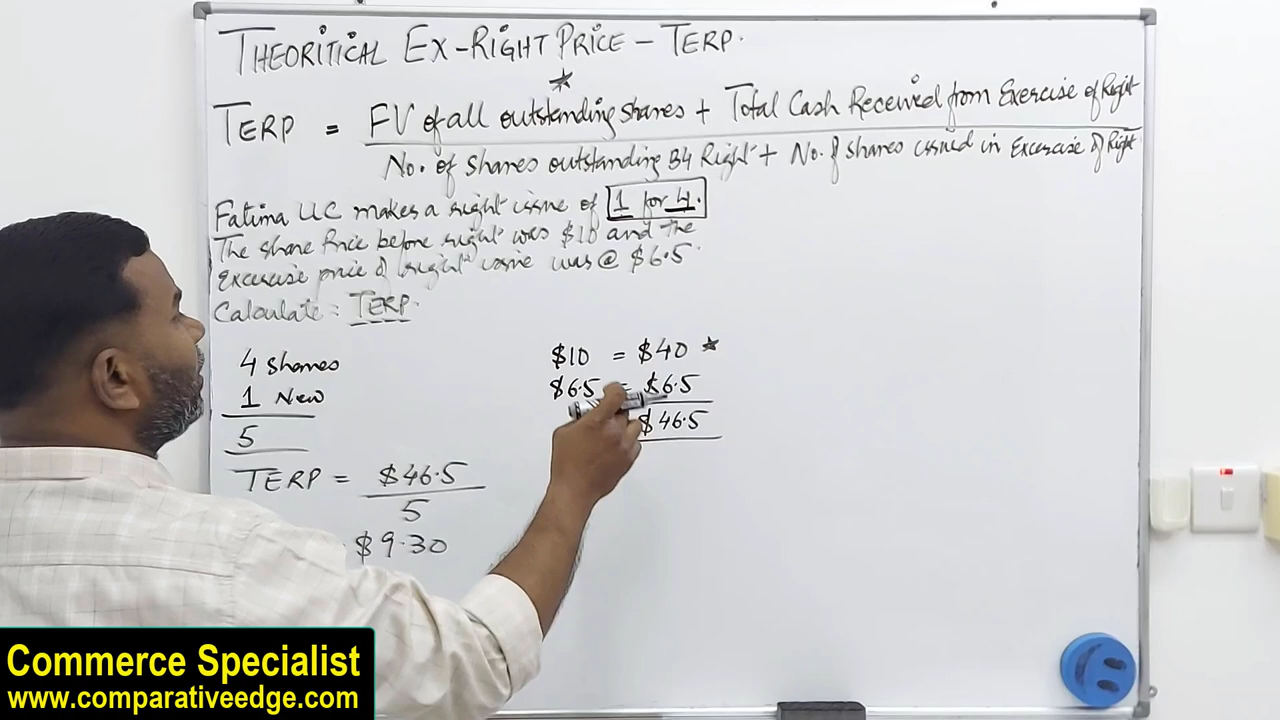 THEORITICAL EX-RIGHT PRICE - TERP.
TERP = FV of all outstanding shares + Total Cash Received from Exercise of Right
No. of shares outstanding B4 Right + No. of shares issued in Excercise of Right
Fatima LLC makes a right issue of 1 for 4.
The share Price before right was $10 and the
Excercise price of right issue was @ $6.5.
Calculate: TERP.
4 shares $10 = $40 *
1 New $6.5 = $6.5
5 $46.5
TERP = $46.5
5
$9.30
Commerce Specialist
www.comparativeedge.com